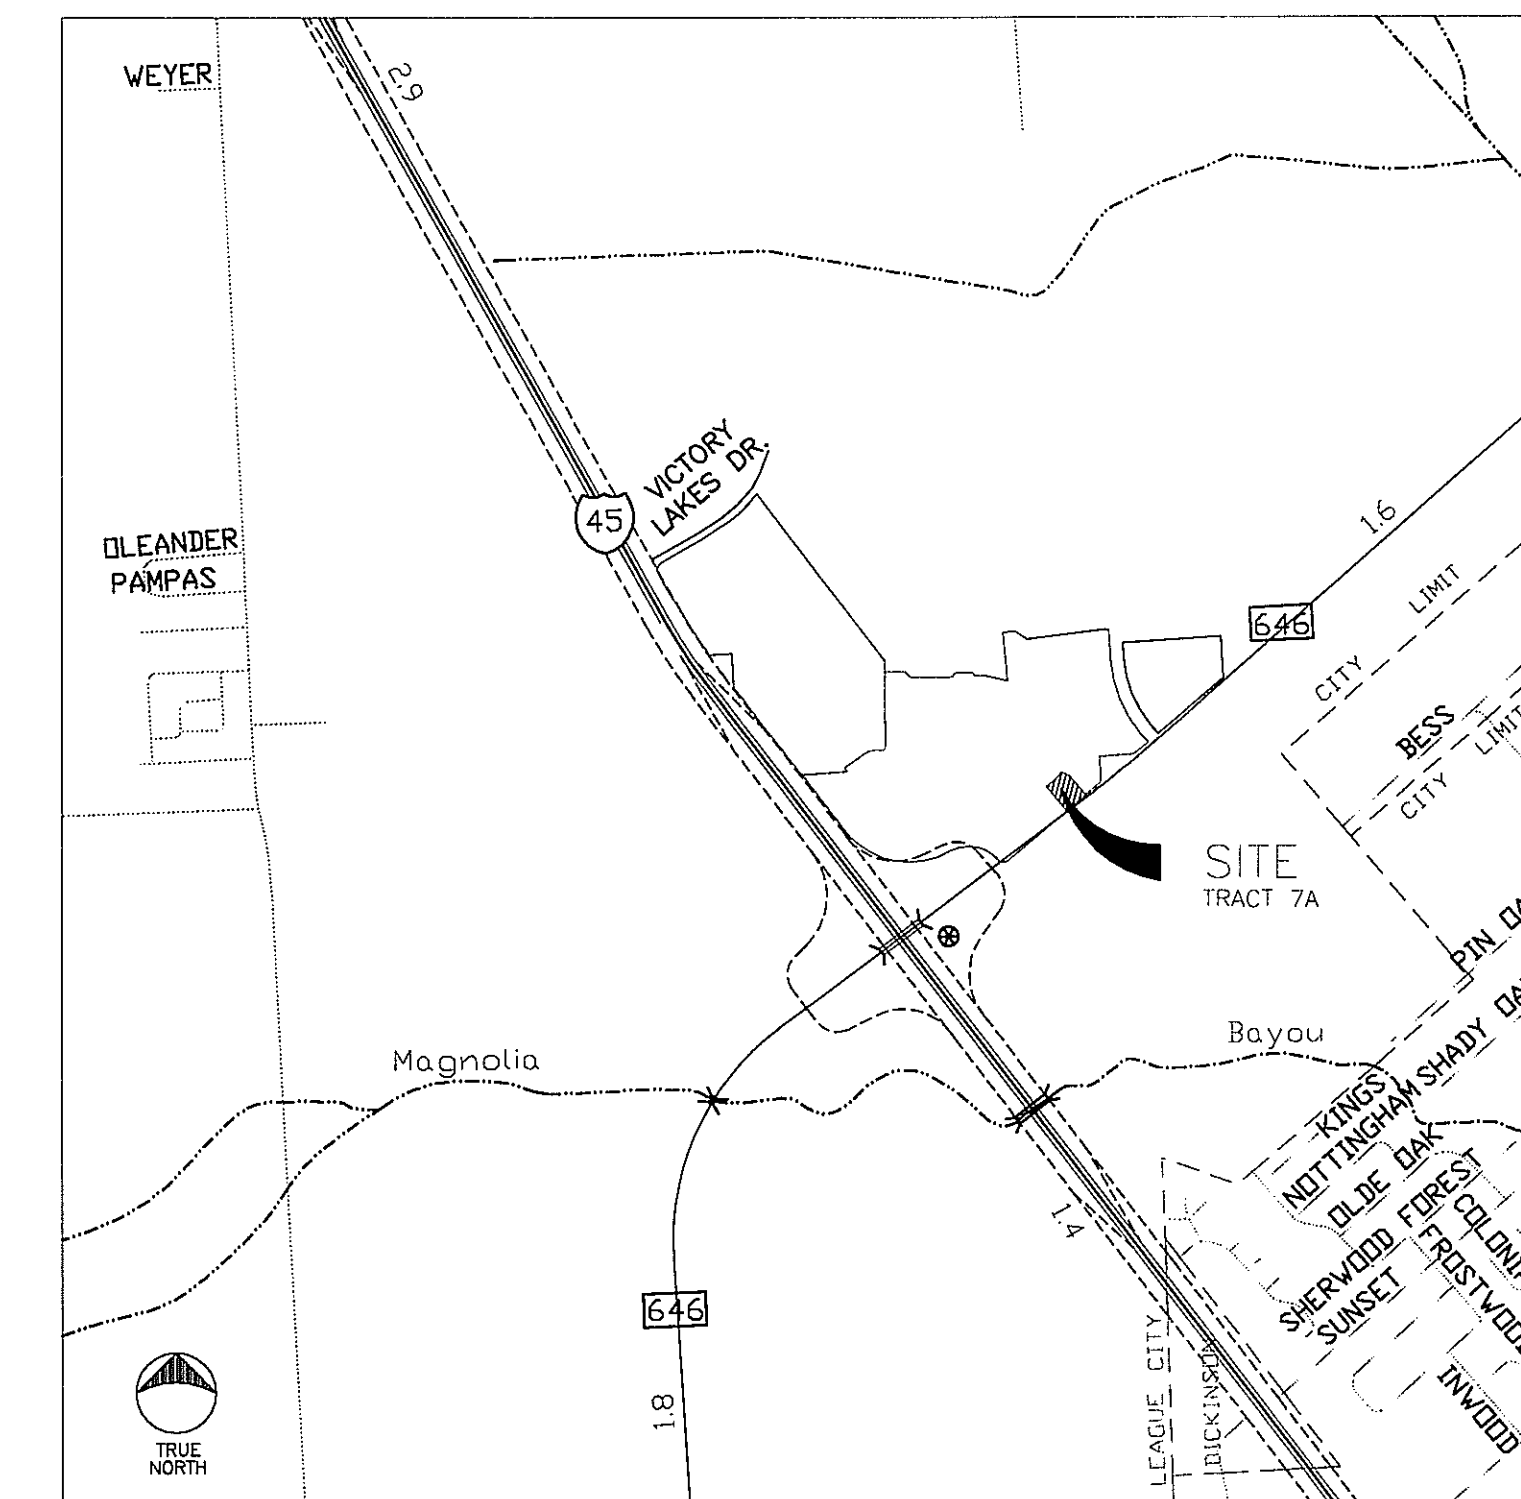 WEYER
2.9
VICTORY
LAKES DR.
45
OLEANDER
PAMPAS
1.6
646
CITY LIMIT
BESS
CITY LIMIT
SITE
TRACT 7A
PIN
Magnolia
Bayou
SHADY
KINGS
NOTTINGHAM
OLDE OAK
SHERWOOD FOREST
SUNSET
INWOOD
1.4
646
1.8
LEAGUE CITY
DICKINSON
TRUE
NORTH